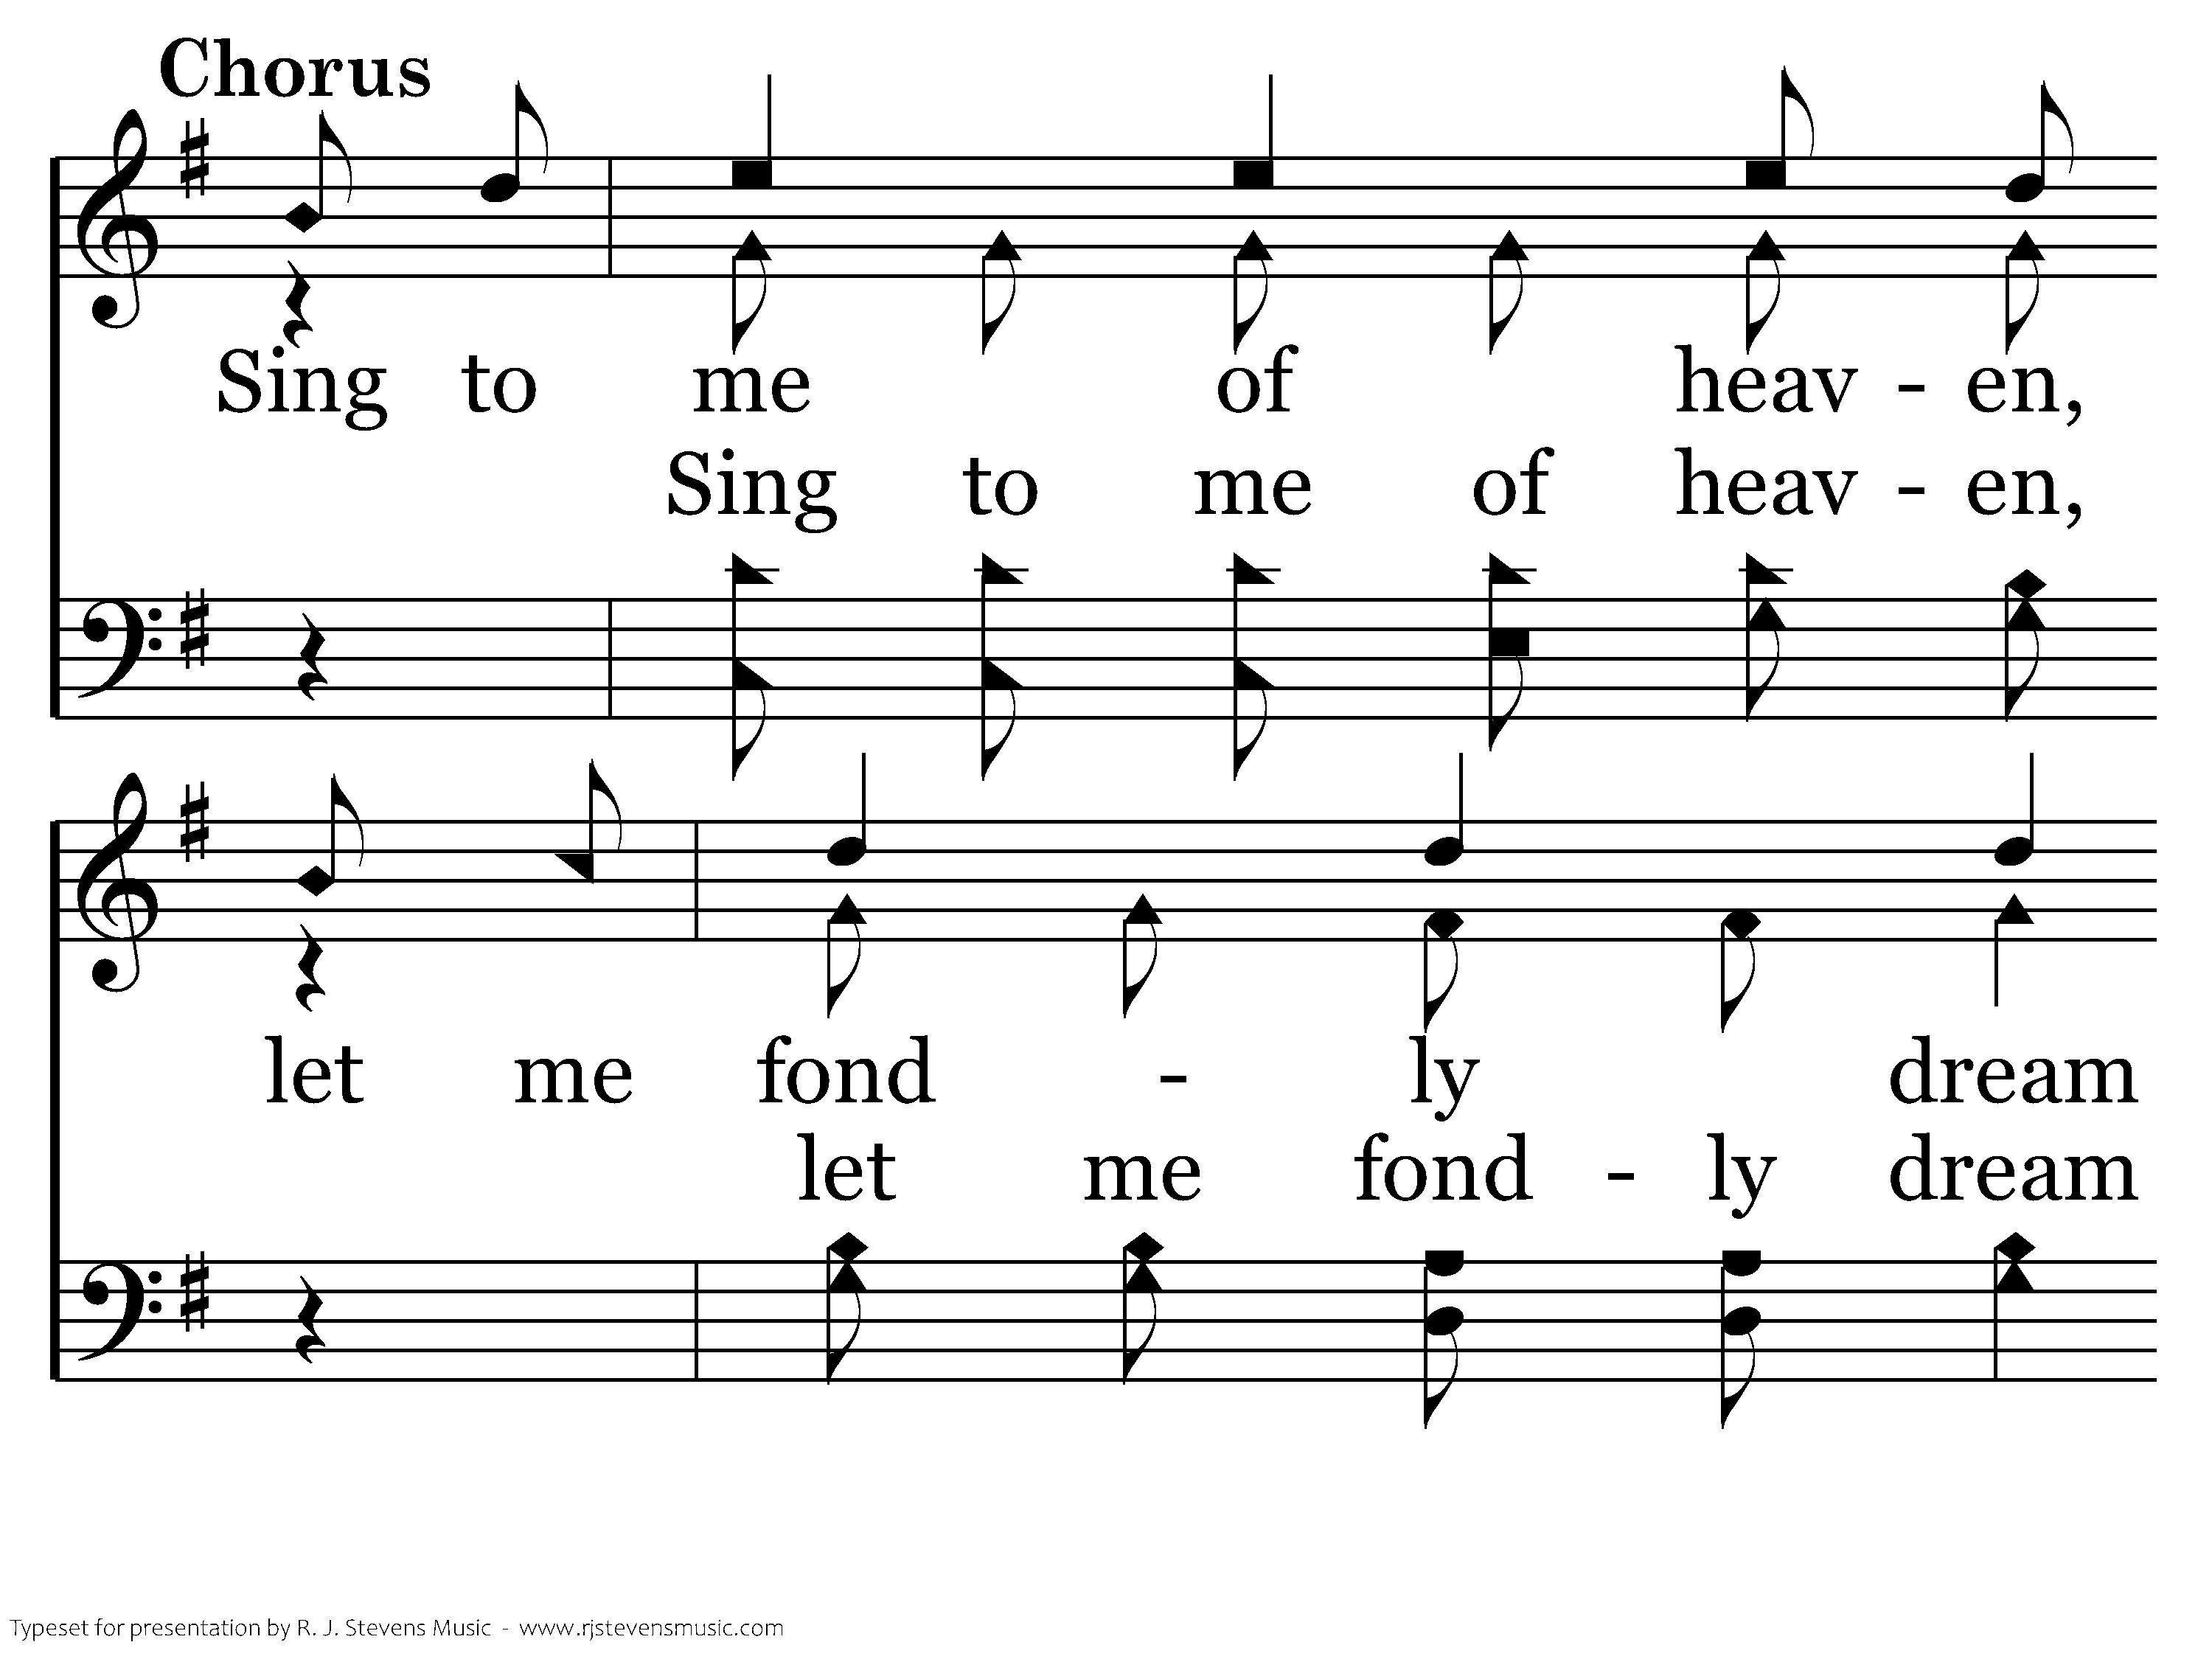 Chorus
Sing to me of heav - en,
Sing to me of heav - en,
let me fond - ly dream
let me fond - ly dream
Typeset for presentation by R. J. Stevens Music - www.rjstevensmusic.com